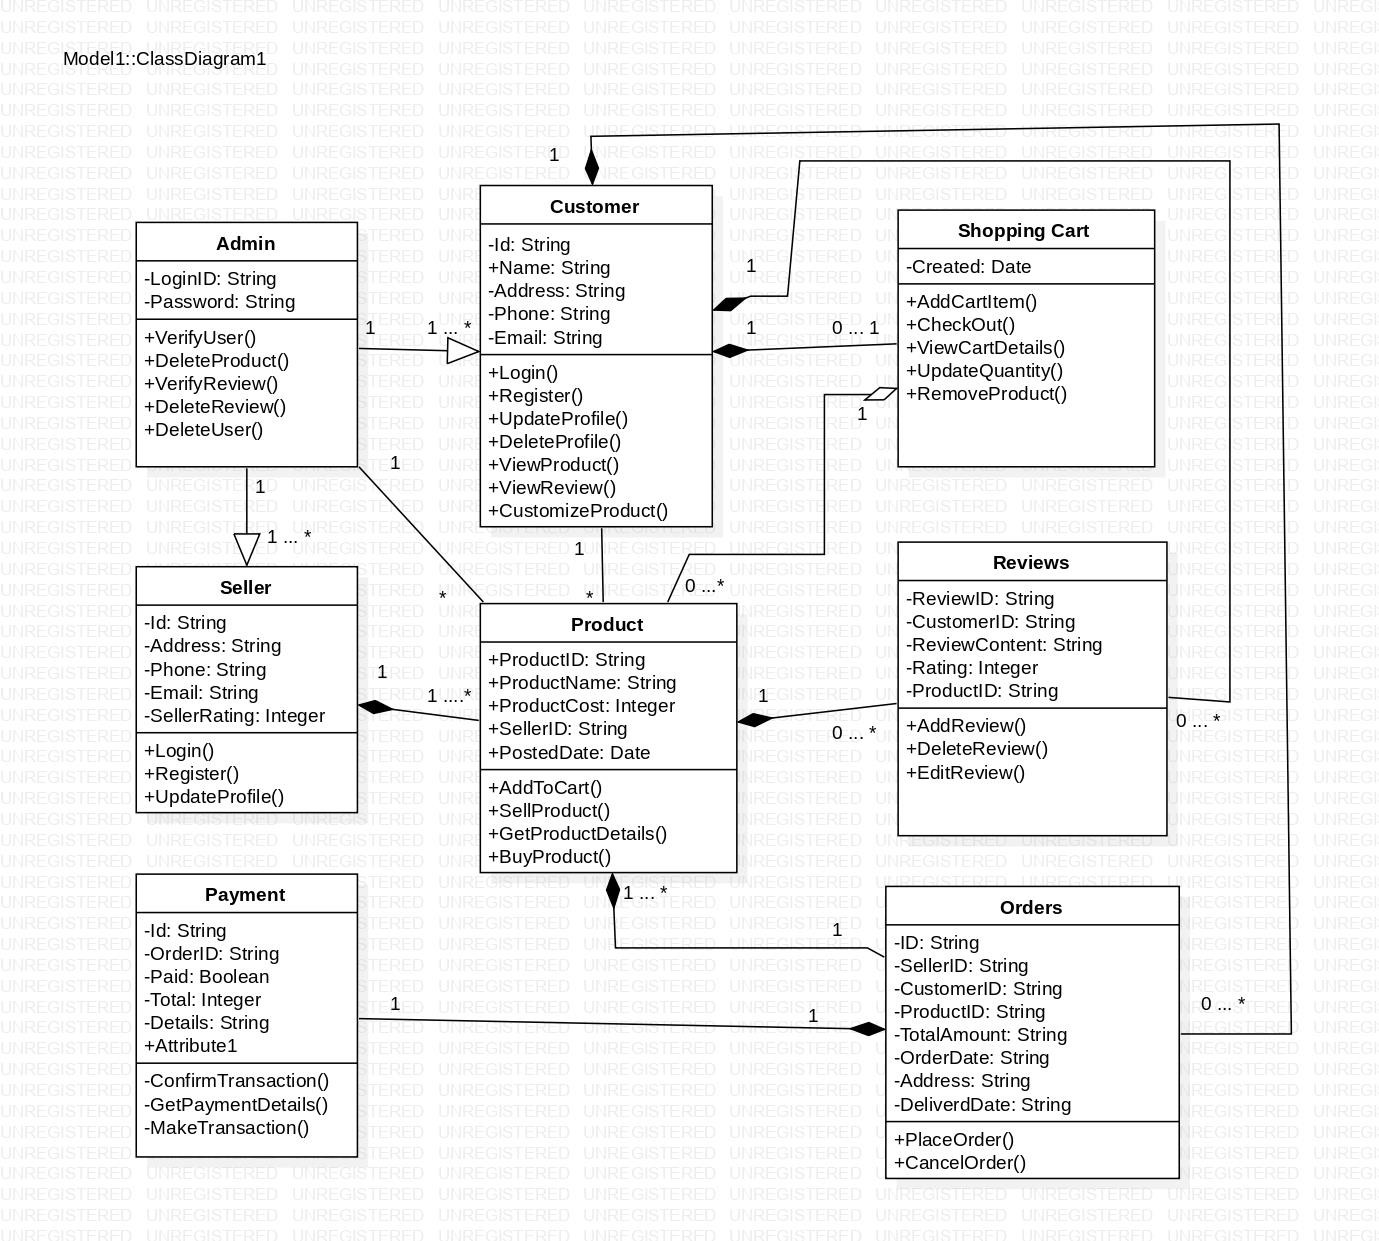 Model1::ClassDiagram1
Customer
-Id: String
+Name: String
-Address: String
-Phone: String
-Email: String
+Login()
+Register()
+UpdateProfile()
+DeleteProfile()
+ViewProduct()
+ViewReview()
+CustomizeProduct()
Admin
-LoginID: String
-Password: String
+VerifyUser()
+DeleteProduct()
+VerifyReview()
+DeleteReview()
+DeleteUser()
Shopping Cart
-Created: Date
+AddCartItem()
+CheckOut()
+ViewCartDetails()
+UpdateQuantity()
+RemoveProduct()
1
1
1
1 ... *
1
0 ... 1
1
1
1
1 ... *
1
*
*
0 ...*
Seller
-Id: String
-Address: String
-Phone: String
-Email: String
-SellerRating: Integer
+Login()
+Register()
+UpdateProfile()
Product
+ProductID: String
+ProductName: String
+ProductCost: Integer
+SellerID: String
+PostedDate: Date
+AddToCart()
+SellProduct()
+GetProductDetails()
+BuyProduct()
Reviews
-ReviewID: String
-CustomerID: String
-ReviewContent: String
-Rating: Integer
-ProductID: String
+AddReview()
+DeleteReview()
+EditReview()
1
1 ....*
1
0 ... *
0 ... *
1 ... *
1
Payment
-Id: String
-OrderID: String
-Paid: Boolean
-Total: Integer
-Details: String
+Attribute1
-ConfirmTransaction()
-GetPaymentDetails()
-MakeTransaction()
1
1
0 ... *
Orders
-ID: String
-SellerID: String
-CustomerID: String
-ProductID: String
-TotalAmount: String
-OrderDate: String
-Address: String
-DeliverdDate: String
+PlaceOrder()
+CancelOrder()
UNREGISTERED